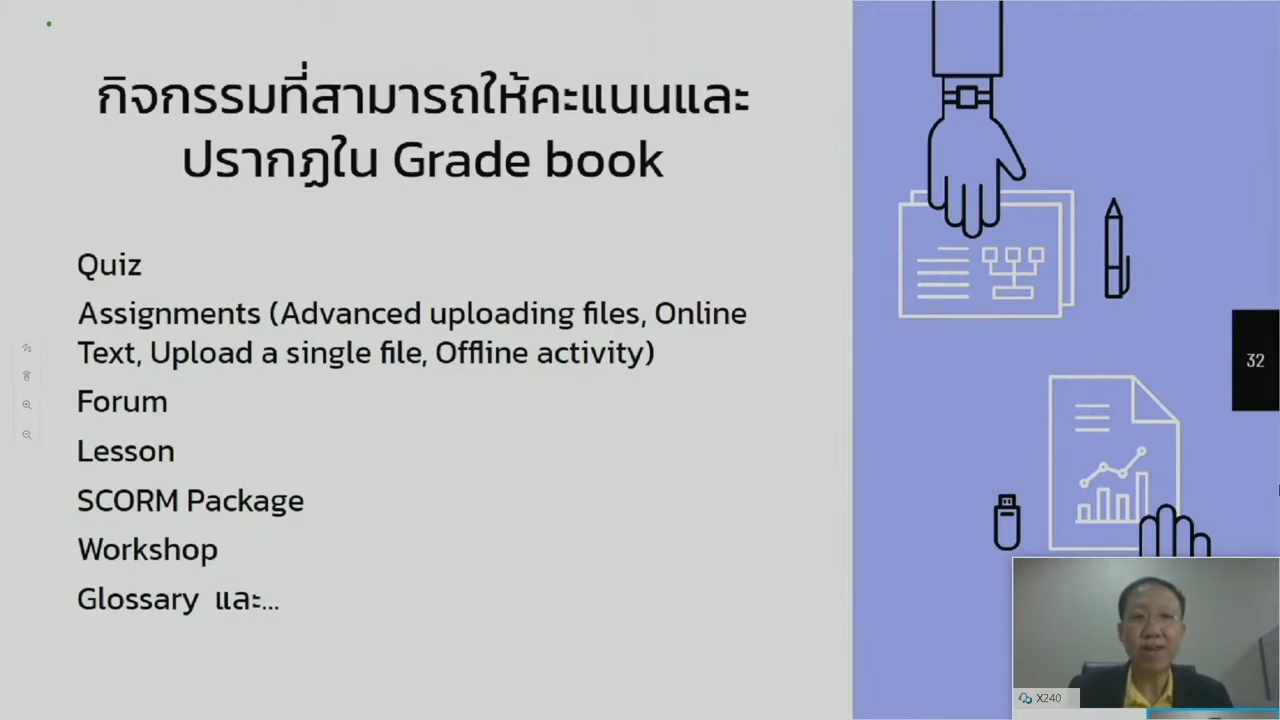 กิจกรรมที่สามารถให้คะแนนและ
ปรากฏใน Grade book
Quiz
Assignments (Advanced uploading files, Online
Text, Upload a single file, Offline activity)
Forum
Lesson
SCORM Package
Workshop
Glossary และ...
32
X240